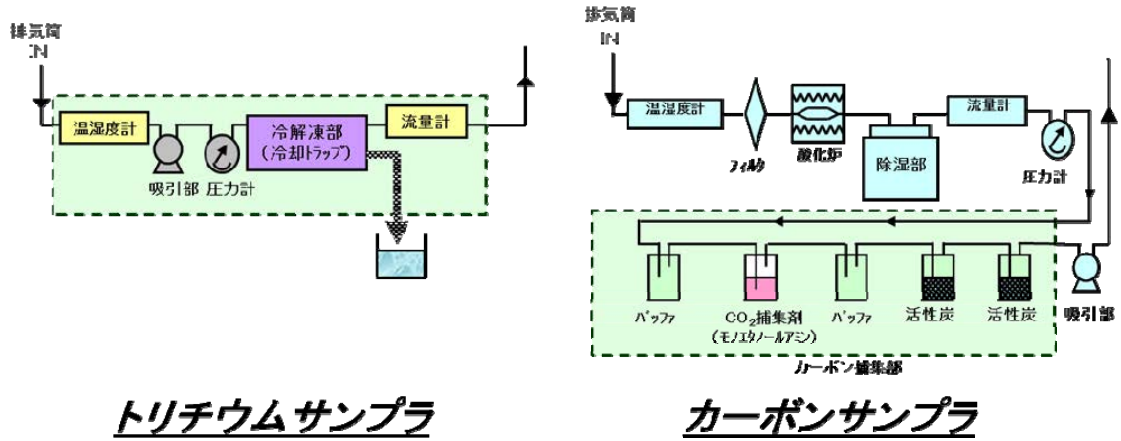 排気筒
IN
温湿度計
吸引部
圧力計
冷解凍部
(冷却トラップ)
流量計
トリチウムサンプラ
排気筒
IN
温湿度計
フィルタ
酸化炉
除湿部
流量計
圧力計
バッファ
CO2捕集剤
(モノエタノールアミン)
バッファ
活性炭
活性炭
吸引部
カーボン捕集部
カーボンサンプラ